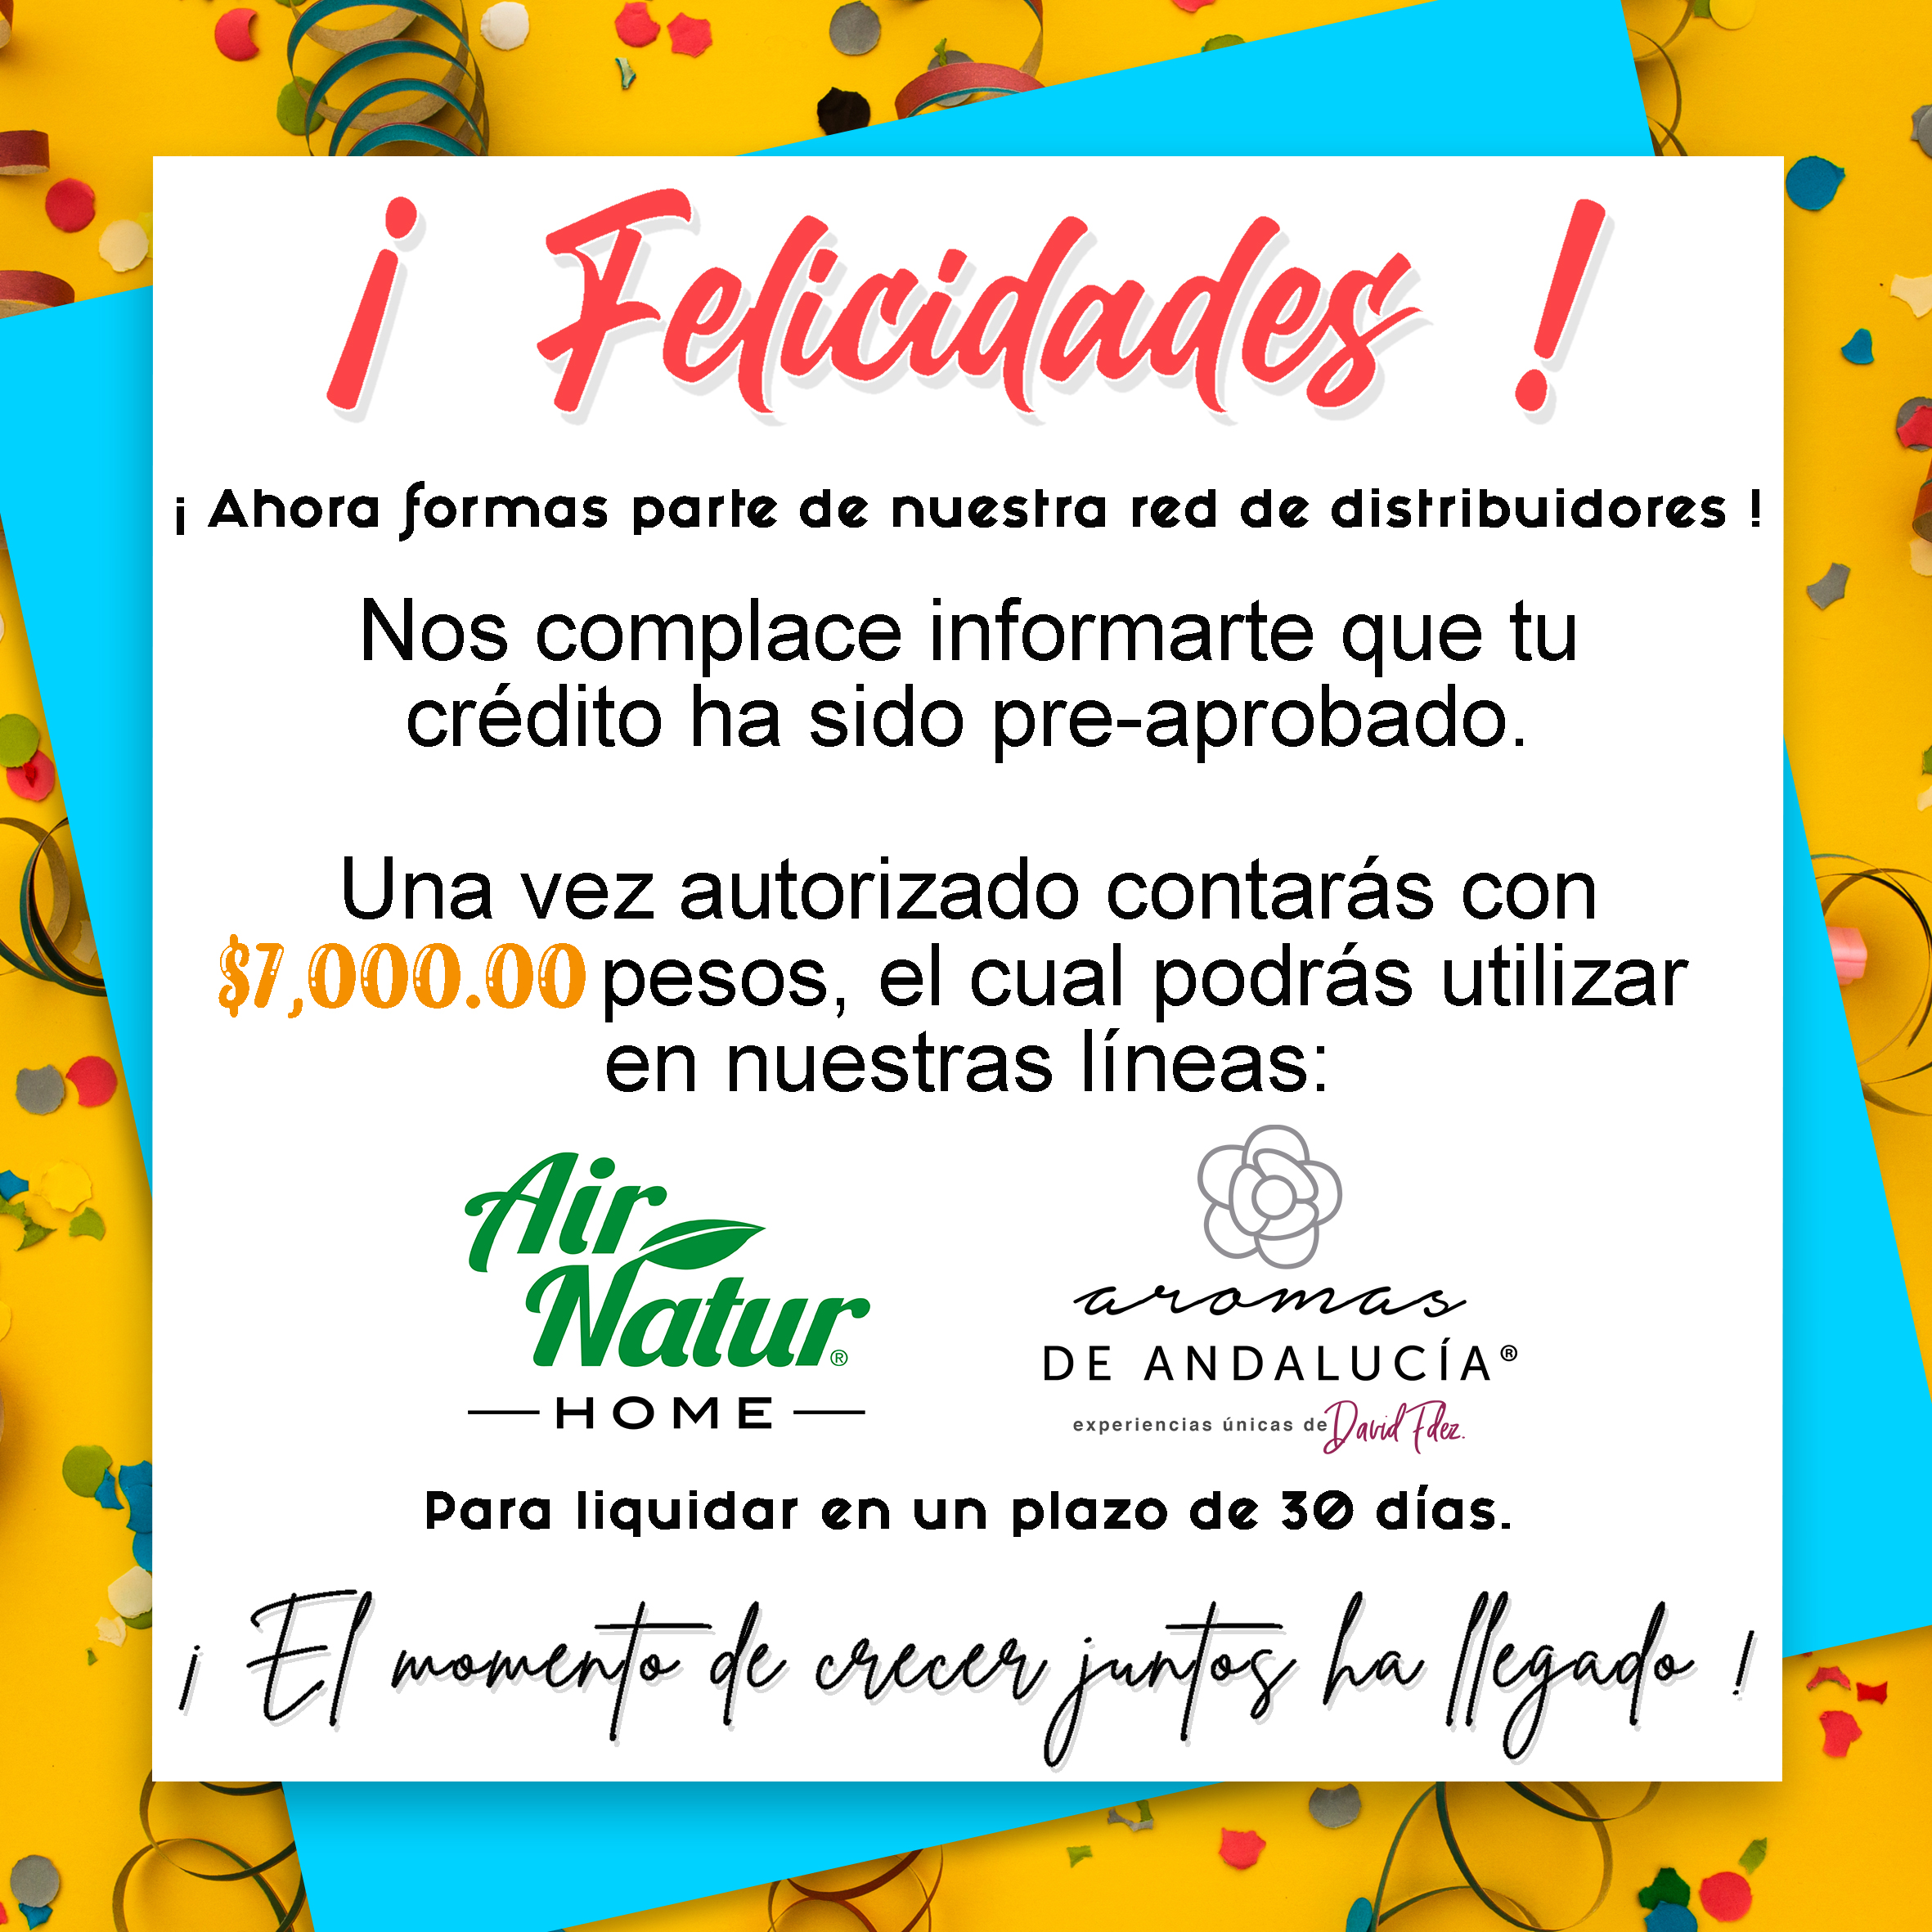 ¡ Felicidades !
¡ Ahora formas parte de nuestra red de distribuidores !
Nos complace informarte que tu
crédito ha sido pre-aprobado.
Una vez autorizado contarás con
$7,000.00 pesos, el cual podrás utilizar
en nuestras líneas:
Air
Natur®
HOME
aromas
DE ANDALUCÍA®
experiencias únicas de David Fdez.
Para liquidar en un plazo de 30 días.
¡ El momento de crecer juntos ha llegado !